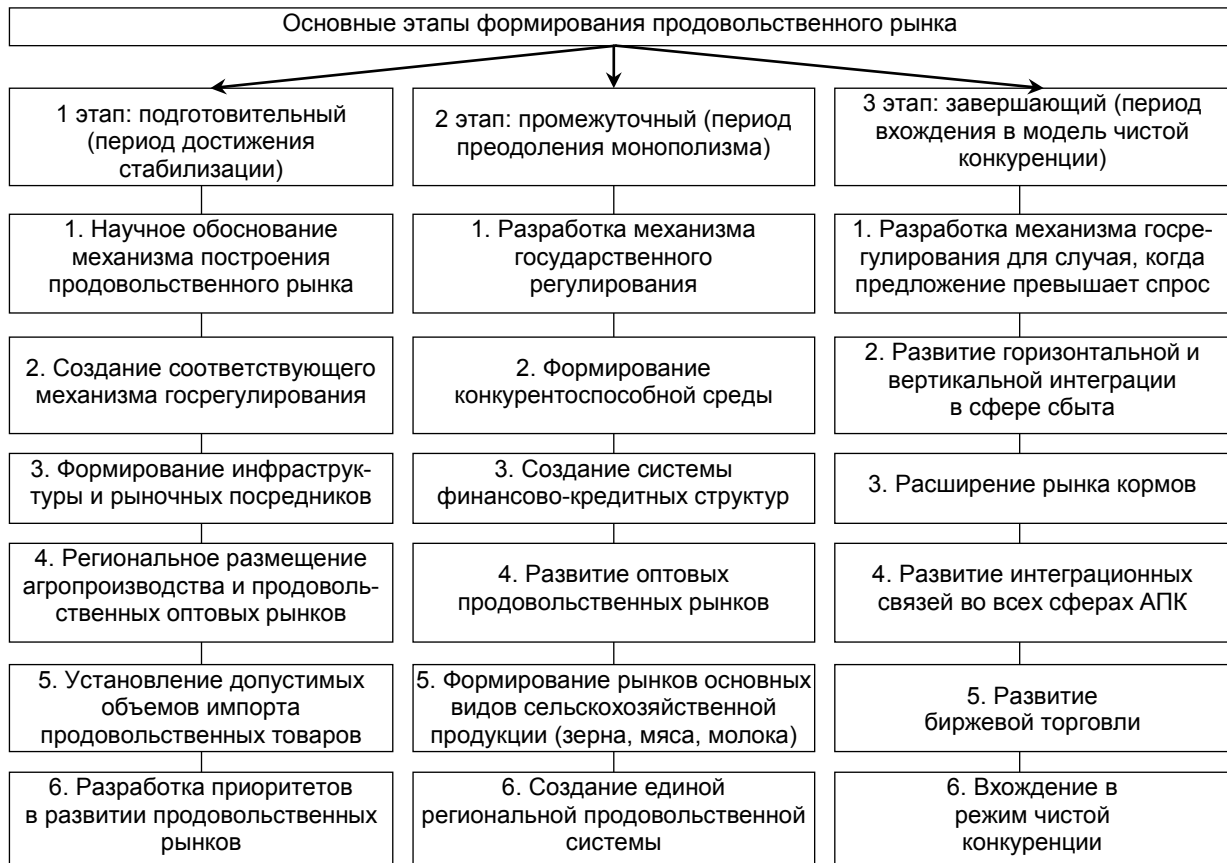 Основные этапы формирования продовольственного рынка
1 этап: подготовительный
(период достижения
стабилизации)
1. Научное обоснование
механизма построения
продовольственного рынка
2. Создание соответствующего
механизма госрегулирования
3. Формирование инфраструк-
туры и рыночных посредников
4. Региональное размещение
агропроизводства и продоволь-
ственных оптовых рынков
5. Установление допустимых
объемов импорта
продовольственных товаров
6. Разработка приоритетов
в развитии продовольственных
рынков
2 этап: промежуточный (период
преодоления монополизма)
1. Разработка механизма
государственного
регулирования
2. Формирование
конкурентоспособной среды
3. Создание системы
финансово-кредитных структур
4. Развитие оптовых
продовольственных рынков
5. Формирование рынков основных
видов сельскохозяйственной
продукции (зерна, мяса, молока)
6. Создание единой
региональной продовольственной
системы
3 этап: завершающий (период
вхождения в модель чистой
конкуренции)
1. Разработка механизма госре-
гулирования для случая, когда
предложение превышает спрос
2. Развитие горизонтальной и
вертикальной интеграции
в сфере сбыта
3. Расширение рынка кормов
4. Развитие интеграционных
связей во всех сферах АПК
5. Развитие
биржевой торговли
6. Вхождение в
режим чистой
конкуренции